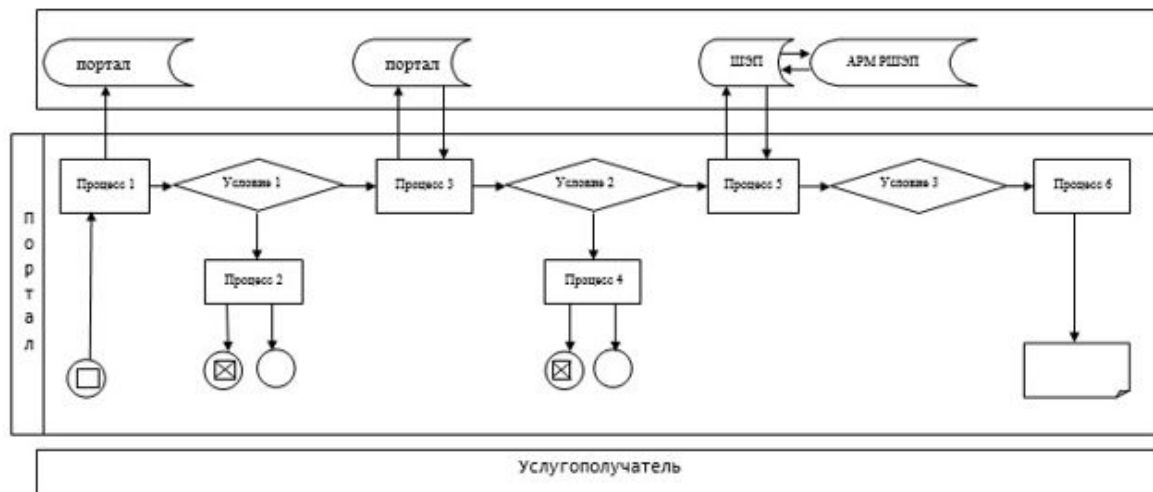 портал
портал
ШЭП
АРМ РШЭП
Процесс 1
Условие 1
Процесс 3
Условие 2
Процесс 5
Условие 3
Процесс 6
Портал
Процесс 2
Процесс 4
Услугополучатель